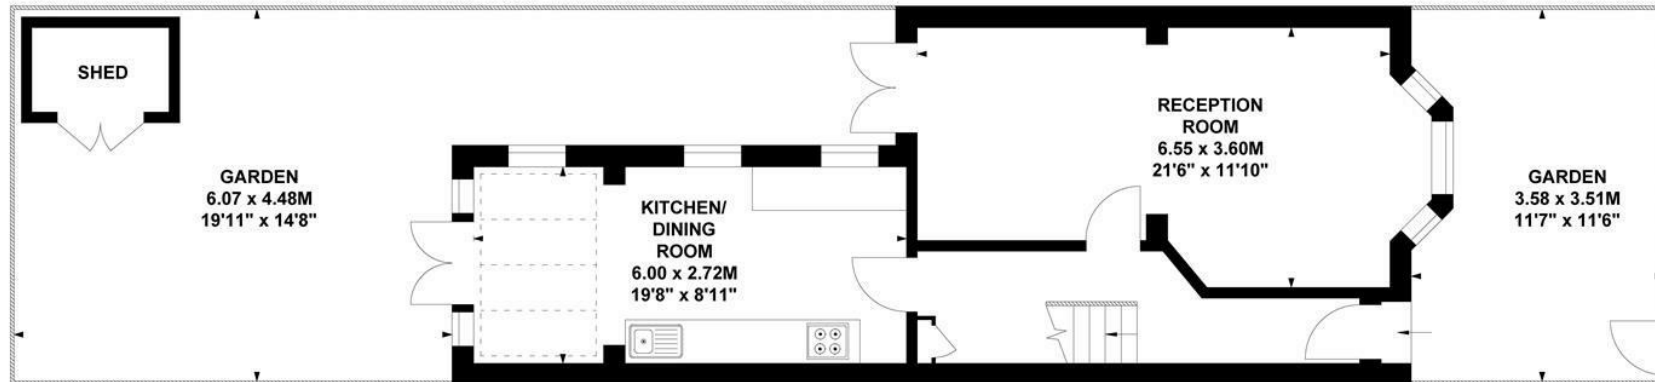 SHED
GARDEN
6.07 x 4.48M
19'11" x 14'8"
KITCHEN/
DINING
ROOM
6.00 x 2.72M
19'8" x 8'11"
RECEPTION
ROOM
6.55 x 3.60M
21'6" x 11'10"
GARDEN
3.58 x 3.51M
11'7" x 11'6"